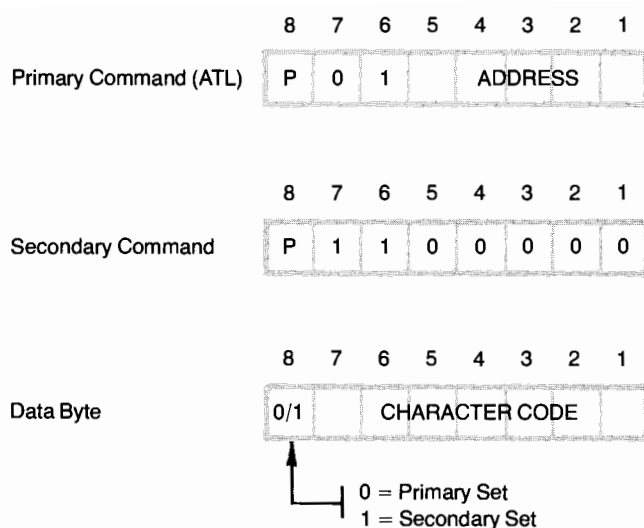 8 7 6 5 4 3 2 1
Primary Command (ATL) P 0 1 ADDRESS
8 7 6 5 4 3 2 1
Secondary Command P 1 1 0 0 0 0 0
8 7 6 5 4 3 2 1
Data Byte 0/1 CHARACTER CODE
0 = Primary Set
1 = Secondary Set